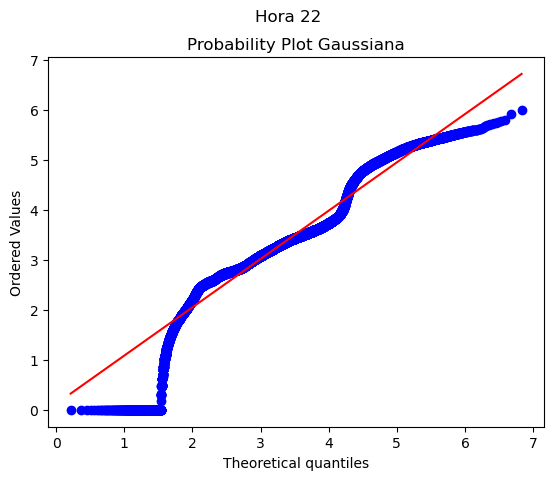 Hora 22
Probability Plot Gaussiana
Ordered Values
7
6
5
4
3
2
1
0
0 1 2 3 4 5 6 7
Theoretical quantiles